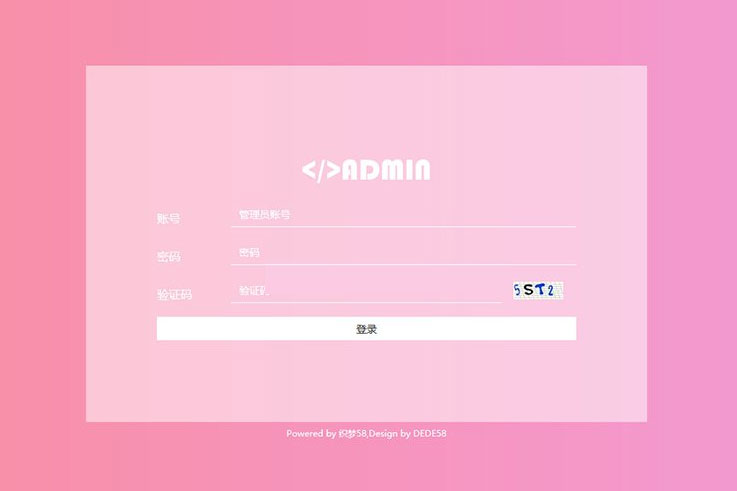 </>ADMIN
账号 管理员账号
密码 密码
验证码 验证码 5ST2
登录
Powered by 织梦58,Design by DEDE58